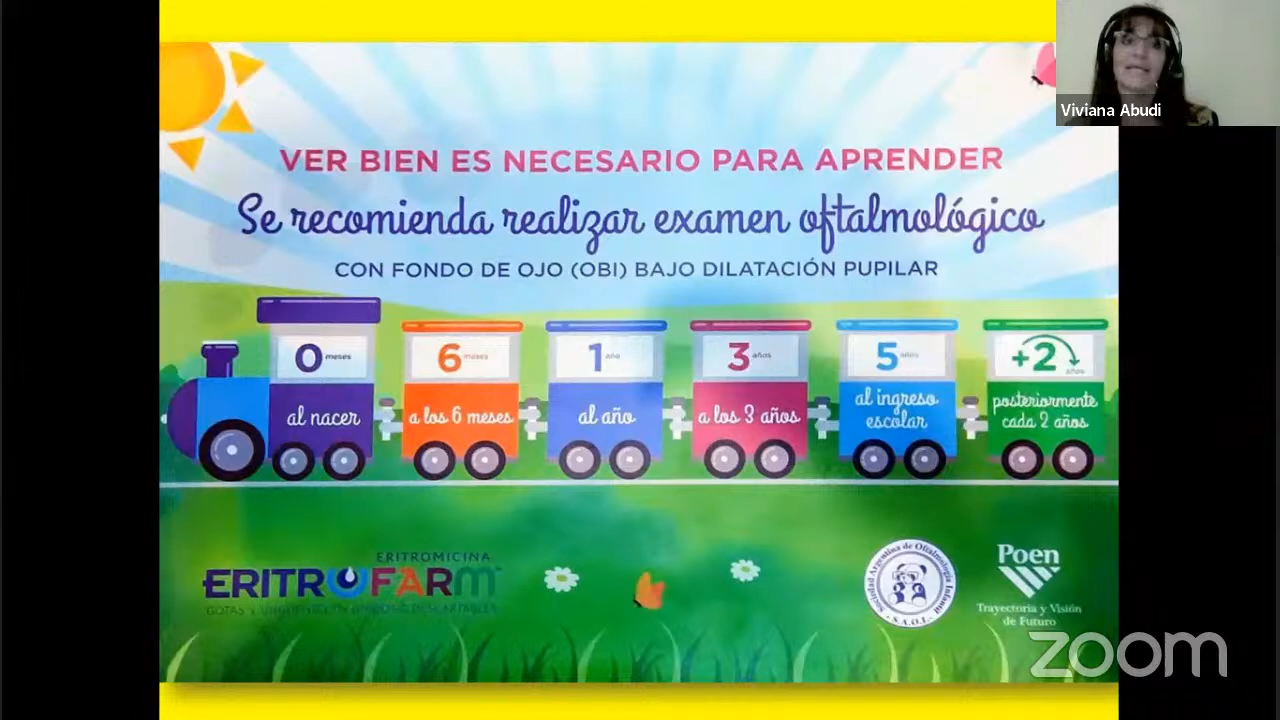 Viviana Abudi
VER BIEN ES NECESARIO PARA APRENDER
Se recomienda realizar examen oftalmológico
CON FONDO DE OJO (OBI) BAJO DILATACIÓN PUPILAR
0 meses
al nacer
6 meses
a los 6 meses
1 año
al año
3 años
a los 3 años
5 años
al ingreso
escolar
+2 años
posteriormente
cada 2 años
ERITROMICINA
ERITROFARM
GOTAS Y UNGÜENTO
Sociedad Argentina de Oftalmología Infantil
S.A.O.I.
Poen
Trayectoria y Visión
de Futuro
zoom